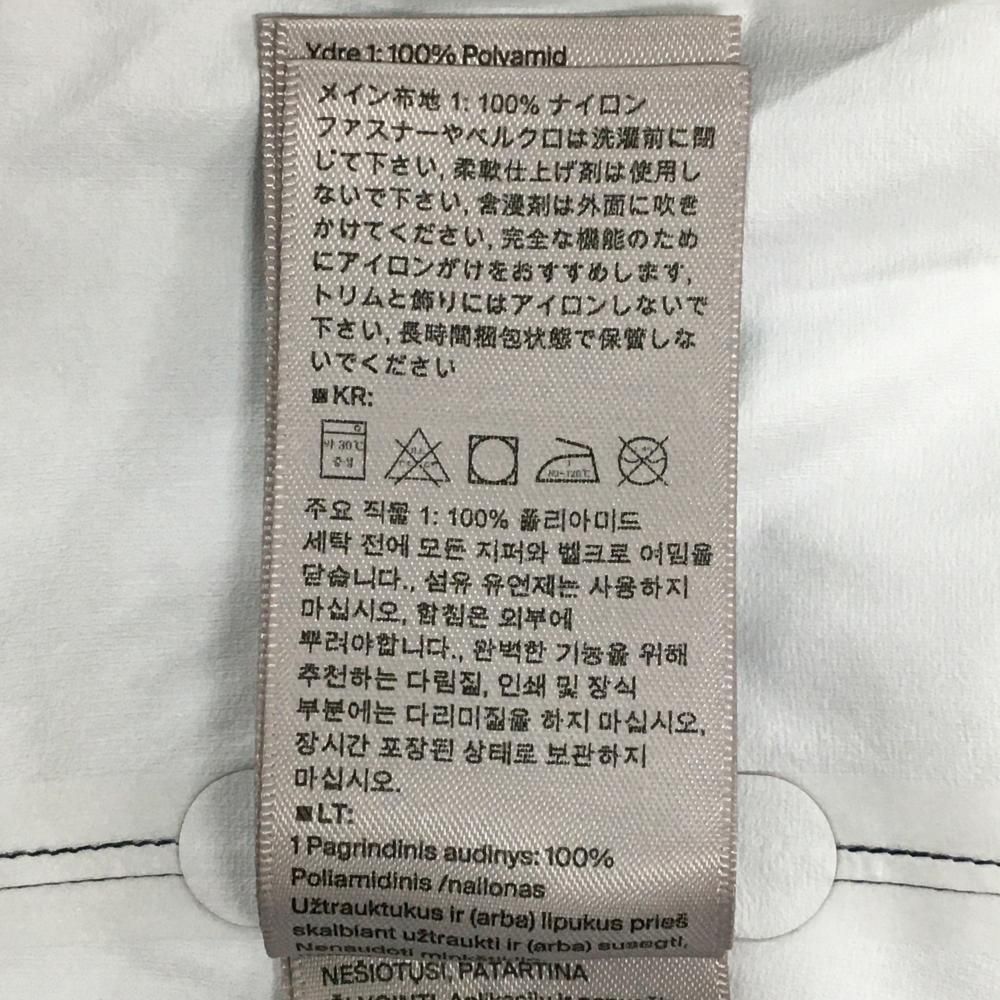 Ydre 1: 100% Polyamid
メイン布地 1: 100% ナイロン
ファスナーやベルクロは洗濯前に閉
じて下さい, 柔軟仕上げ剤は使用し
ないで下さい, 含浸剤は外面に吹き
かけてください, 完全な機能のため
にアイロンがけをおすすめします,
トリムと飾りにはアイロンしないで
下さい, 長時間梱包状態で保管しな
いでください
■KR:
약 30℃
중성
80~120℃
주요 직물 1: 100% 폴리아미드
세탁 전에 모든 지퍼와 벨크로 여밈을
닫습니다., 섬유 유연제는 사용하지
마십시오, 함침은 외부에
뿌려야합니다., 완벽한 기능을 위해
추천하는 다림질, 인쇄 및 장식
부분에는 다리미질을 하지 마십시오,
장시간 포장된 상태로 보관하지
마십시오.
■LT:
1 Pagrindinis audinys: 100%
Poliamidinis /nailonas
Užtrauktukus ir (arba) lipukus prieš
skalbiant užtraukti ir (arba) susegti,
Nenaudoti minkštiklio
NEŠIOTŲSI, PATARTINA